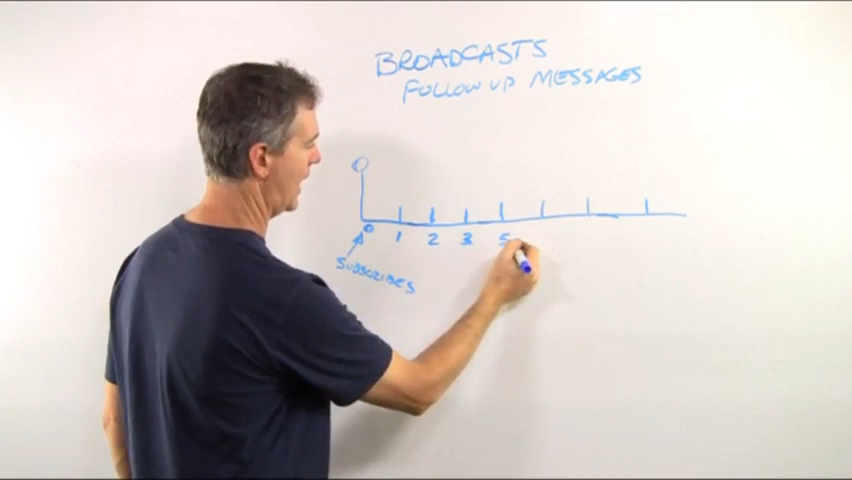 BROADCASTS
FOLLOW UP MESSAGES
0 1 2 3 5
SUBSCRIBES